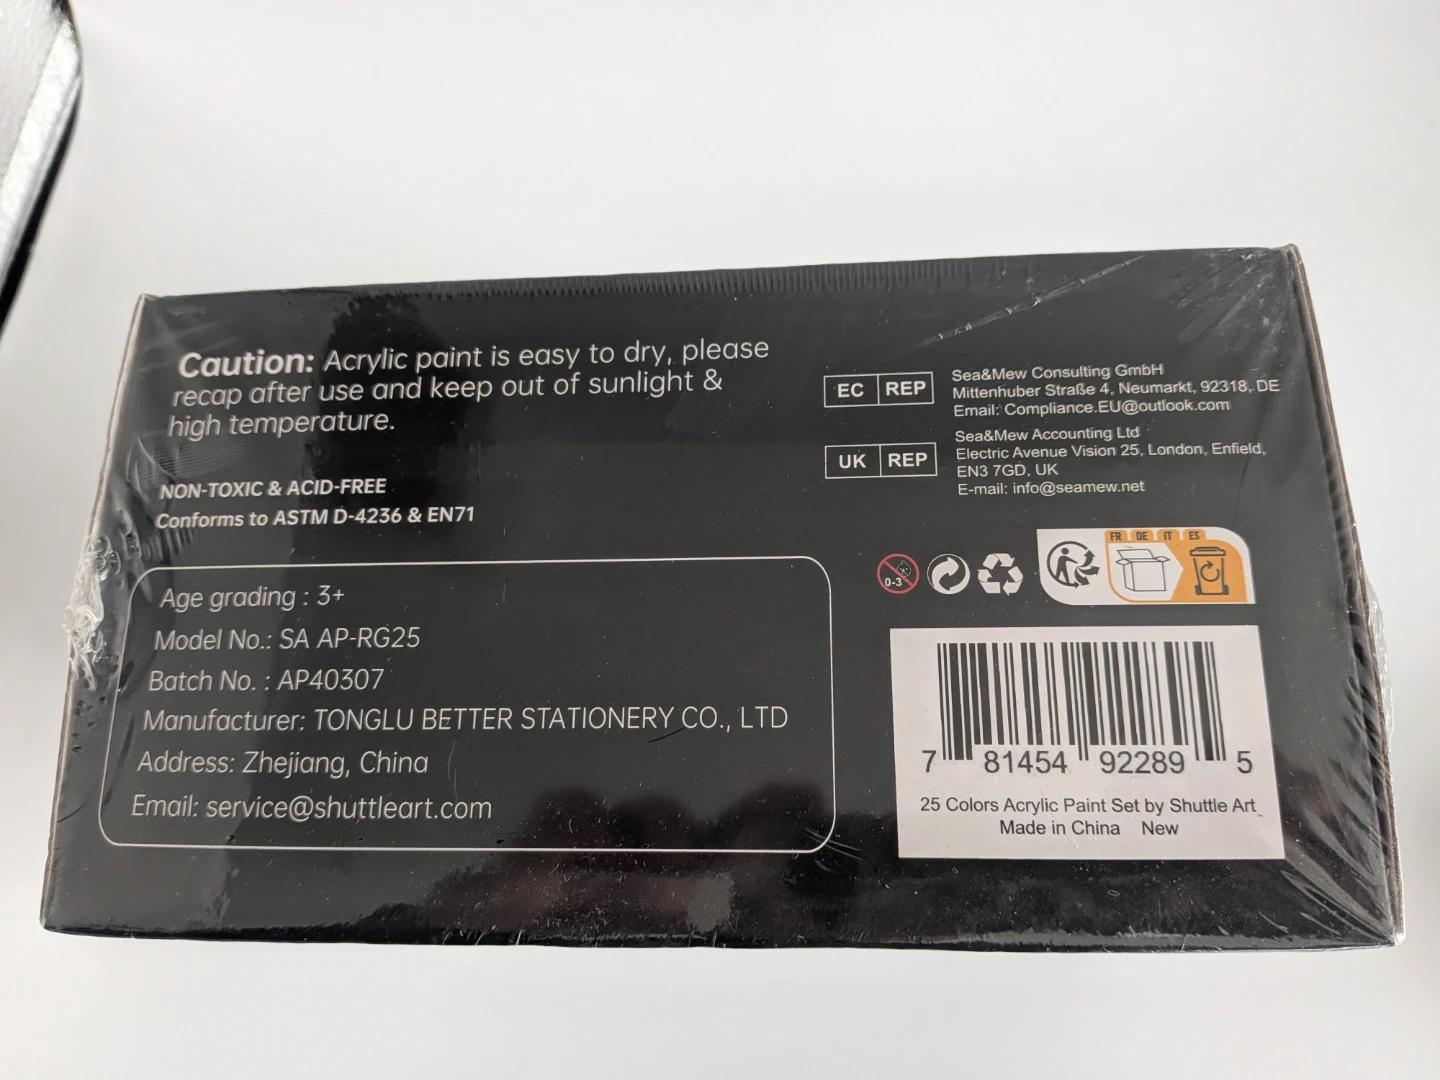 Caution: Acrylic paint is easy to dry, please
recap after use and keep out of sunlight &
high temperature.
NON-TOXIC & ACID-FREE
Conforms to ASTM D-4236 & EN71
Age grading : 3+
Model No.: SA AP-RG25
Batch No. : AP40307
Manufacturer: TONGLU BETTER STATIONERY CO., LTD
Address: Zhejiang, China
Email: service@shuttleart.com
EC REP
Sea&Mew Consulting GmbH
Mittenhuber Straße 4, Neumarkt, 92318, DE
Email: Compliance.EU@outlook.com
UK REP
Sea&Mew Accounting Ltd
Electric Avenue Vision 25, London, Enfield,
EN3 7GD, UK
E-mail: info@seamew.net
0-3
FR DE IT ES
7 81454 92289 5
25 Colors Acrylic Paint Set by Shuttle Art
Made in China New